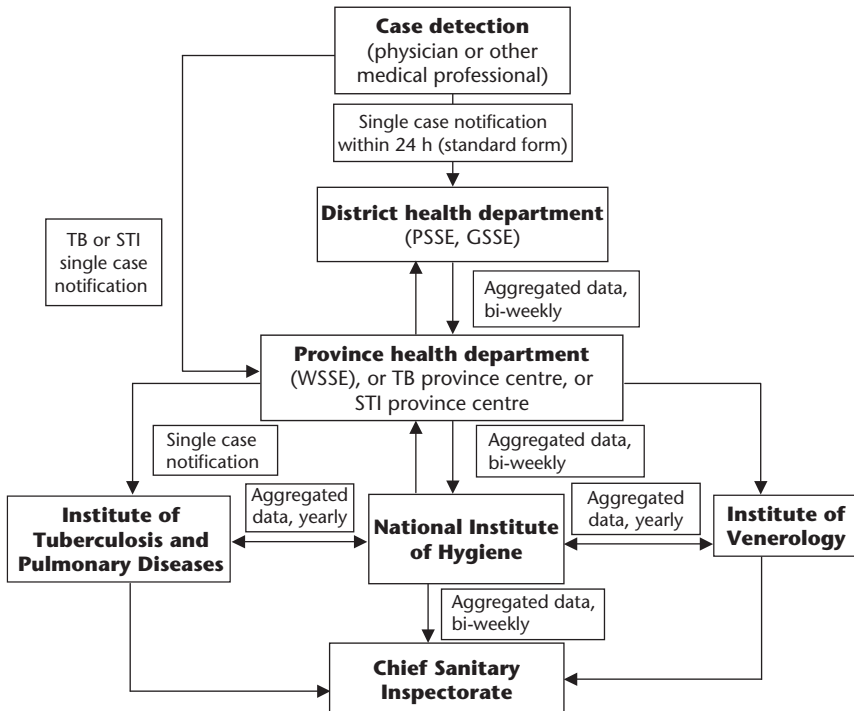 Case detection
(physician or other
medical professional)
Single case notification
within 24 h (standard form)
District health department
(PSSE, GSSE)
TB or STI
single case
notification
Aggregated data,
bi-weekly
Province health department
(WSSE), or TB province centre, or
STI province centre
Single case
notification
Aggregated data,
bi-weekly
Institute of
Tuberculosis and
Pulmonary Diseases
Aggregated
data, yearly
National Institute
of Hygiene
Aggregated
data, yearly
Institute of
Venerology
Aggregated data,
bi-weekly
Chief Sanitary
Inspectorate